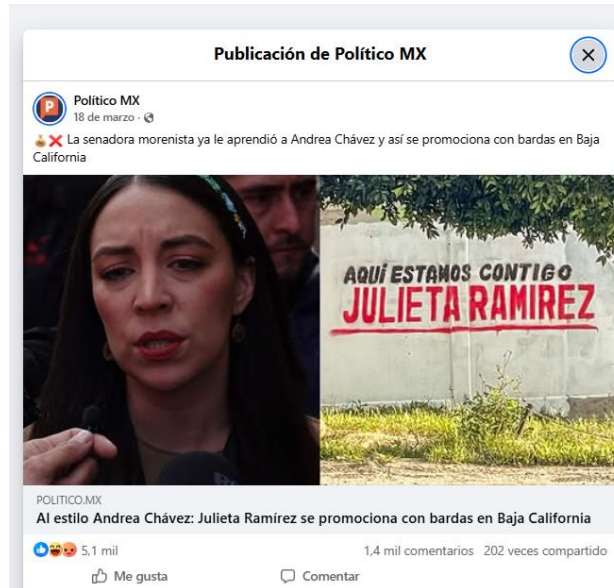 Publicación de Político MX
Político MX
18 de marzo ·
La senadora morenista ya le aprendió a Andrea Chávez y así se promociona con bardas en Baja
California
AQUí ESTAMOS CONTIGO
JULIETA RAMIREZ
POLITICO.MX
Al estilo Andrea Chávez: Julieta Ramírez se promociona con bardas en Baja California
5,1 mil
1,4 mil comentarios 202 veces compartido
Me gusta
Comentar